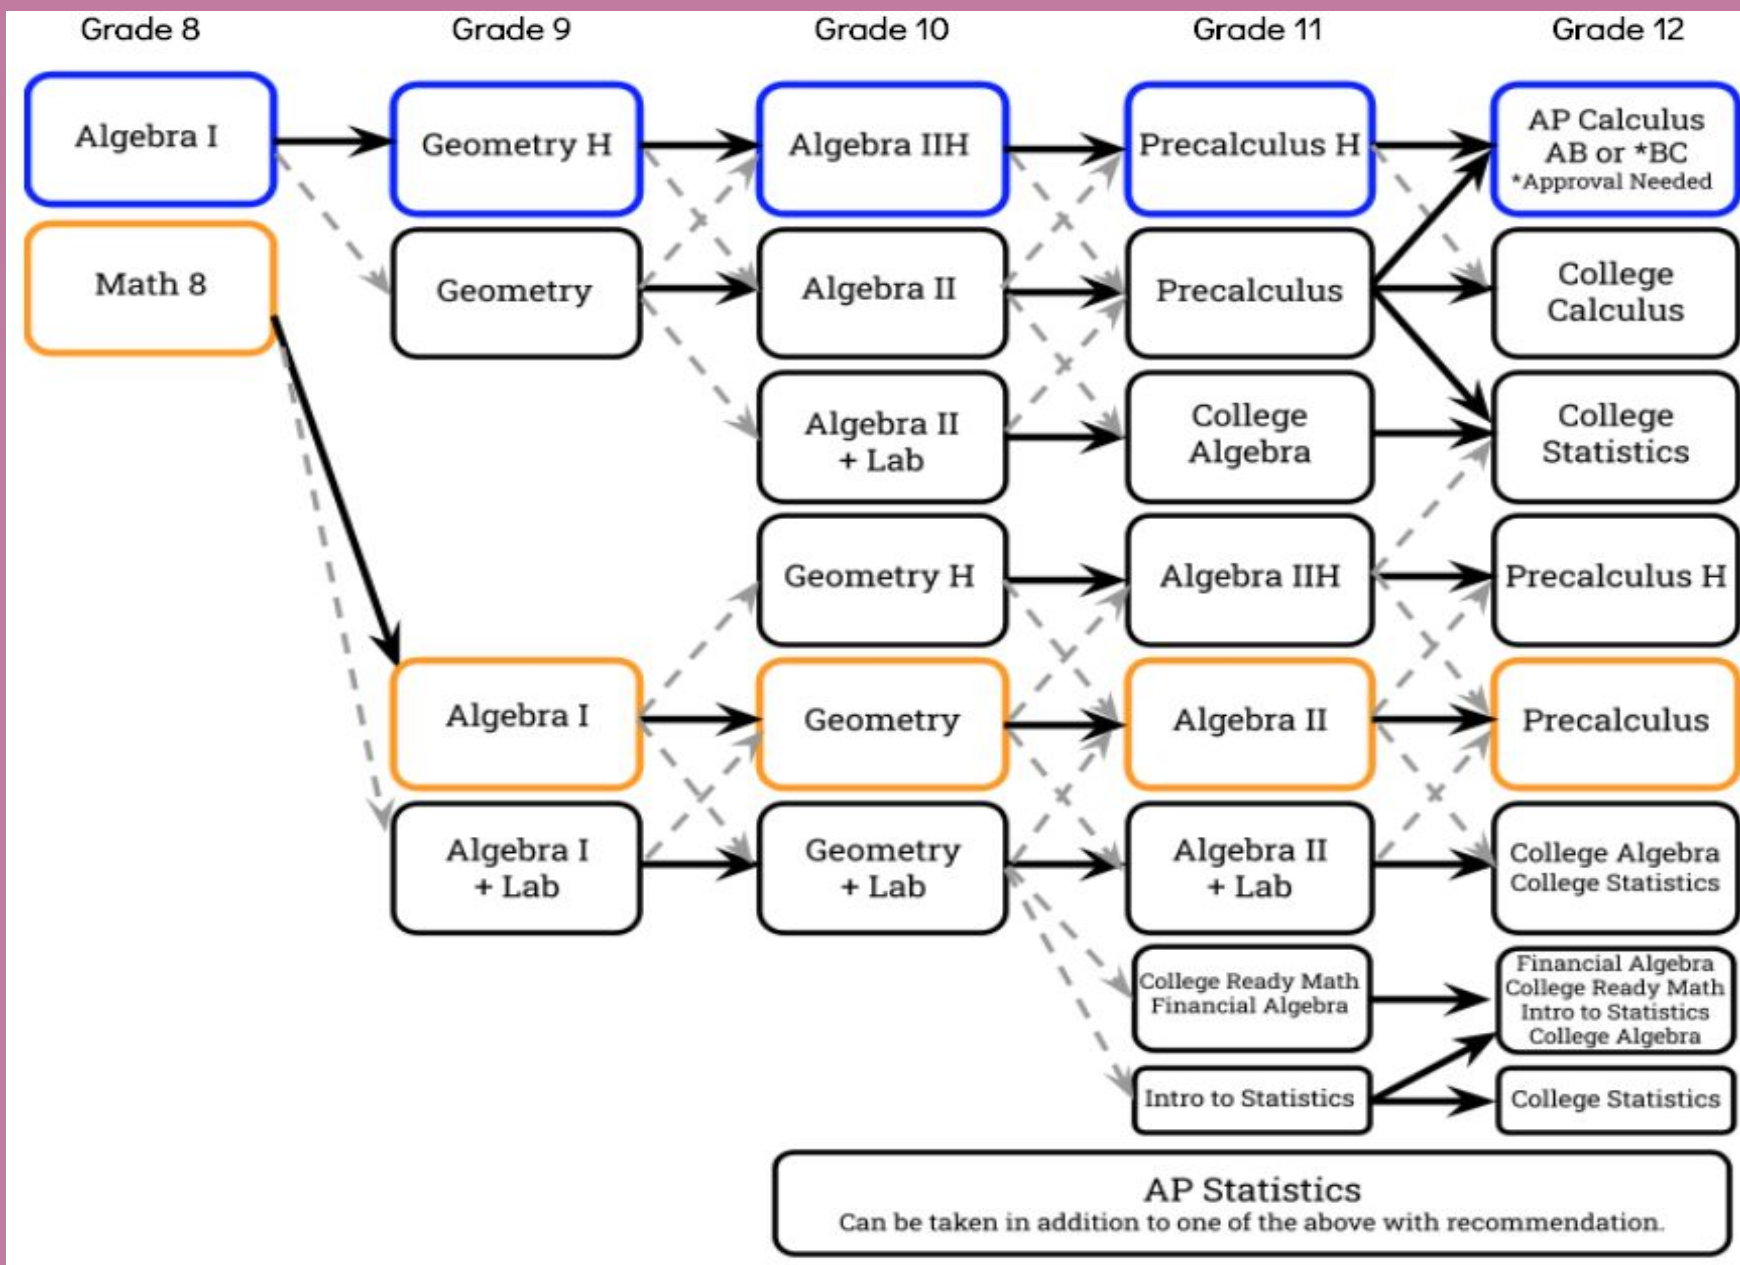 Grade 8
Grade 9
Grade 10
Grade 11
Grade 12
Algebra I
Geometry H
Algebra IIH
Precalculus H
AP Calculus
AB or *BC
*Approval Needed
Math 8
Geometry
Algebra II
Precalculus
College
Calculus
Algebra II
+ Lab
College
Algebra
College
Statistics
Geometry H
Algebra IIH
Precalculus H
Algebra I
Geometry
Algebra II
Precalculus
Algebra I
+ Lab
Geometry
+ Lab
Algebra II
+ Lab
College Algebra
College Statistics
College Ready Math
Financial Algebra
Financial Algebra
College Ready Math
Intro to Statistics
College Algebra
Intro to Statistics
College Statistics
AP Statistics
Can be taken in addition to one of the above with recommendation.